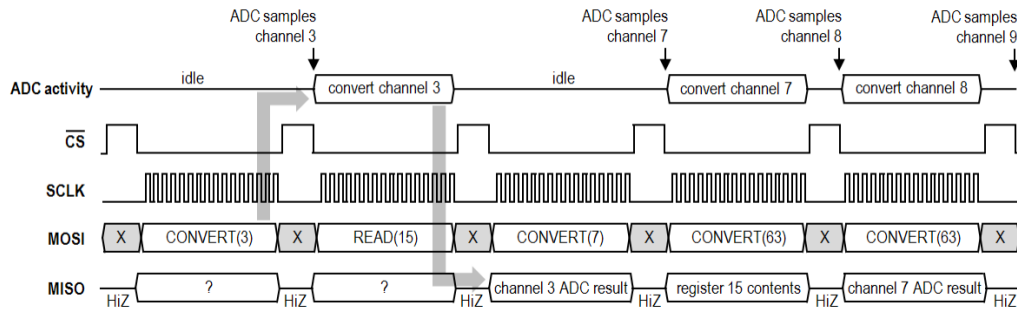 ADC samples
channel 3
ADC samples
channel 7
ADC samples
channel 8
ADC samples
channel 9
ADC activity
idle
convert channel 3
idle
convert channel 7
convert channel 8
CS
SCLK
MOSI
X
CONVERT(3)
X
READ(15)
X
CONVERT(7)
X
CONVERT(63)
X
CONVERT(63)
X
MISO
HiZ
?
HiZ
?
HiZ
channel 3 ADC result
HiZ
register 15 contents
HiZ
channel 7 ADC result
HiZ